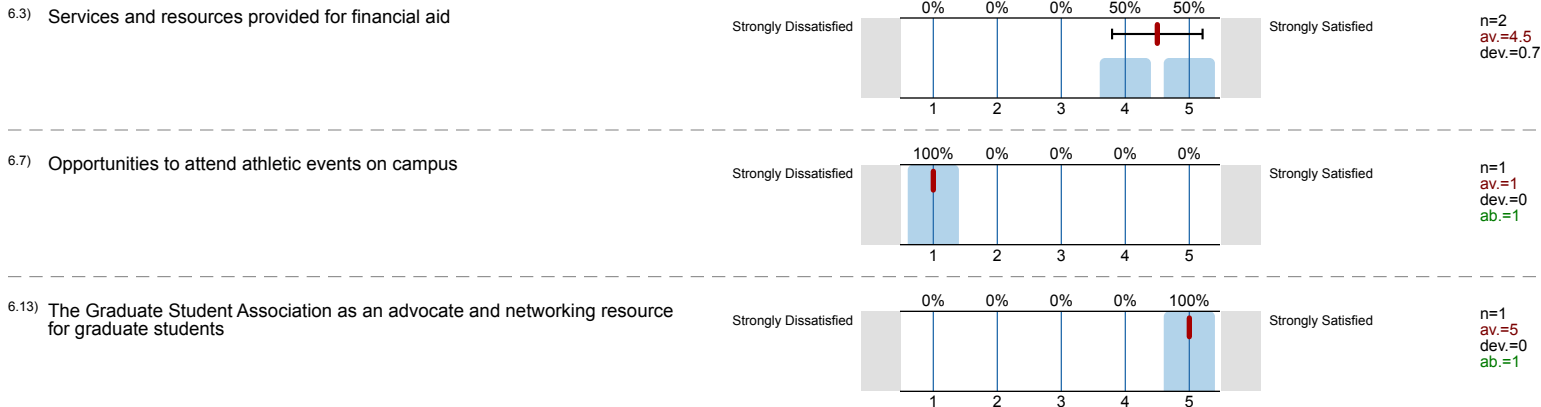 6.3) Services and resources provided for financial aid
Strongly Dissatisfied
0% 0% 0% 50% 50%
1 2 3 4 5
Strongly Satisfied
n=2
av.=4.5
dev.=0.7
6.7) Opportunities to attend athletic events on campus
Strongly Dissatisfied
100% 0% 0% 0% 0%
1 2 3 4 5
Strongly Satisfied
n=1
av.=1
dev.=0
ab.=1
6.13) The Graduate Student Association as an advocate and networking resource
for graduate students
Strongly Dissatisfied
0% 0% 0% 0% 100%
1 2 3 4 5
Strongly Satisfied
n=1
av.=5
dev.=0
ab.=1